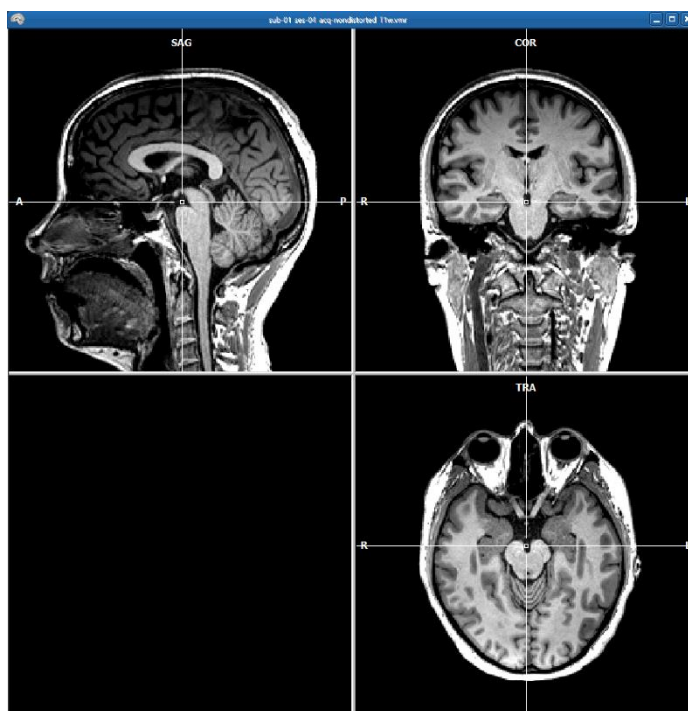 sub-01 ses-04 acq-nondistorted T1w.vmr
SAG
COR
A
P
R
TRA
R